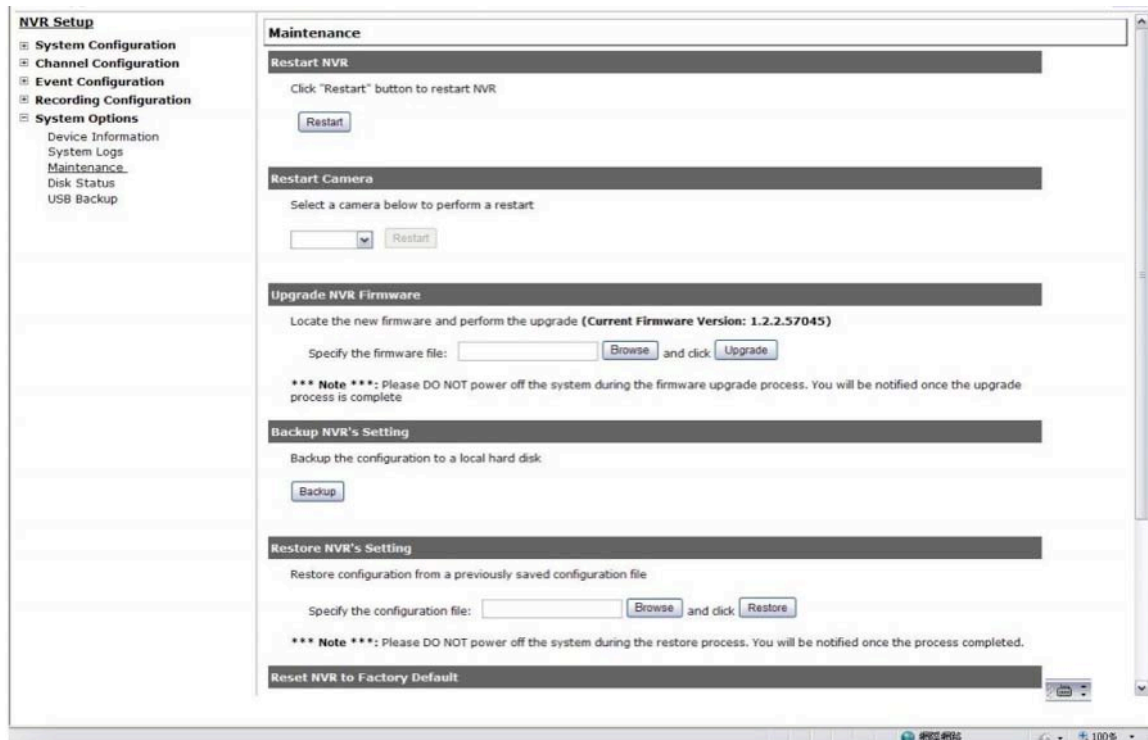 NVR Setup
System Configuration
Channel Configuration
Event Configuration
Recording Configuration
System Options
Device Information
System Logs
Maintenance
Disk Status
USB Backup
Maintenance
Restart NVR
Click "Restart" button to restart NVR
Restart
Restart Camera
Select a camera below to perform a restart
Restart
Upgrade NVR Firmware
Locate the new firmware and perform the upgrade (Current Firmware Version: 1.2.2.57045)
Specify the firmware file: Browse and click Upgrade
*** Note ***: Please DO NOT power off the system during the firmware upgrade process. You will be notified once the upgrade
process is complete
Backup NVR's Setting
Backup the configuration to a local hard disk
Backup
Restore NVR's Setting
Restore configuration from a previously saved configuration file
Specify the configuration file: Browse and click Restore
*** Note ***: Please DO NOT power off the system during the restore process. You will be notified once the process completed.
Reset NVR to Factory Default
100%